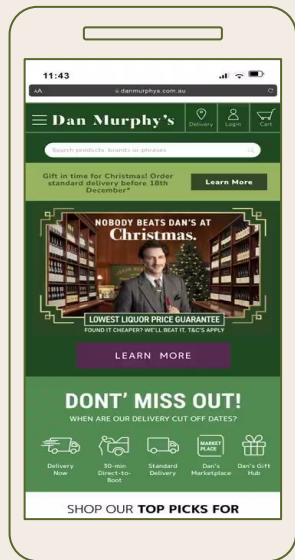 11:43
AA danmurphys.com.au
Dan Murphy's
Delivery Login Cart
Search products, brands or phrases
Gift in time for Christmas! Order
standard delivery before 18th
December*
Learn More
NOBODY BEATS DAN'S AT
Christmas.
LOWEST LIQUOR PRICE GUARANTEE
FOUND IT CHEAPER? WE'LL BEAT IT. T&C'S APPLY
LEARN MORE
DONT' MISS OUT!
WHEN ARE OUR DELIVERY CUT OFF DATES?
Delivery
Now
30-min
Direct-to-
Boot
Standard
Delivery
MARKET
PLACE
Dan's
Marketplace
Dan's Gift
Hub
SHOP OUR TOP PICKS FOR